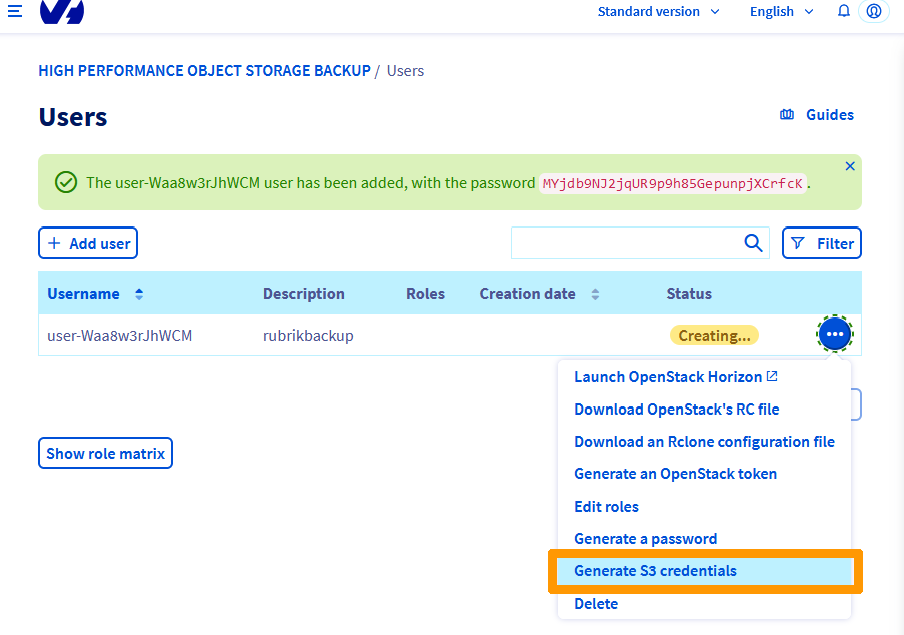 Standard version English
HIGH PERFORMANCE OBJECT STORAGE BACKUP / Users
Users
Guides
The user-Waa8w3rJhWCM user has been added, with the password MYjdb9NJ2jqUR9p9h85GepunpjXCrfcK.
+ Add user
Filter
Username Description Roles Creation date Status
user-Waa8w3rJhWCM rubrikbackup Creating...
Launch OpenStack Horizon
Download OpenStack's RC file
Download an Rclone configuration file
Generate an OpenStack token
Show role matrix
Edit roles
Generate a password
Generate S3 credentials
Delete